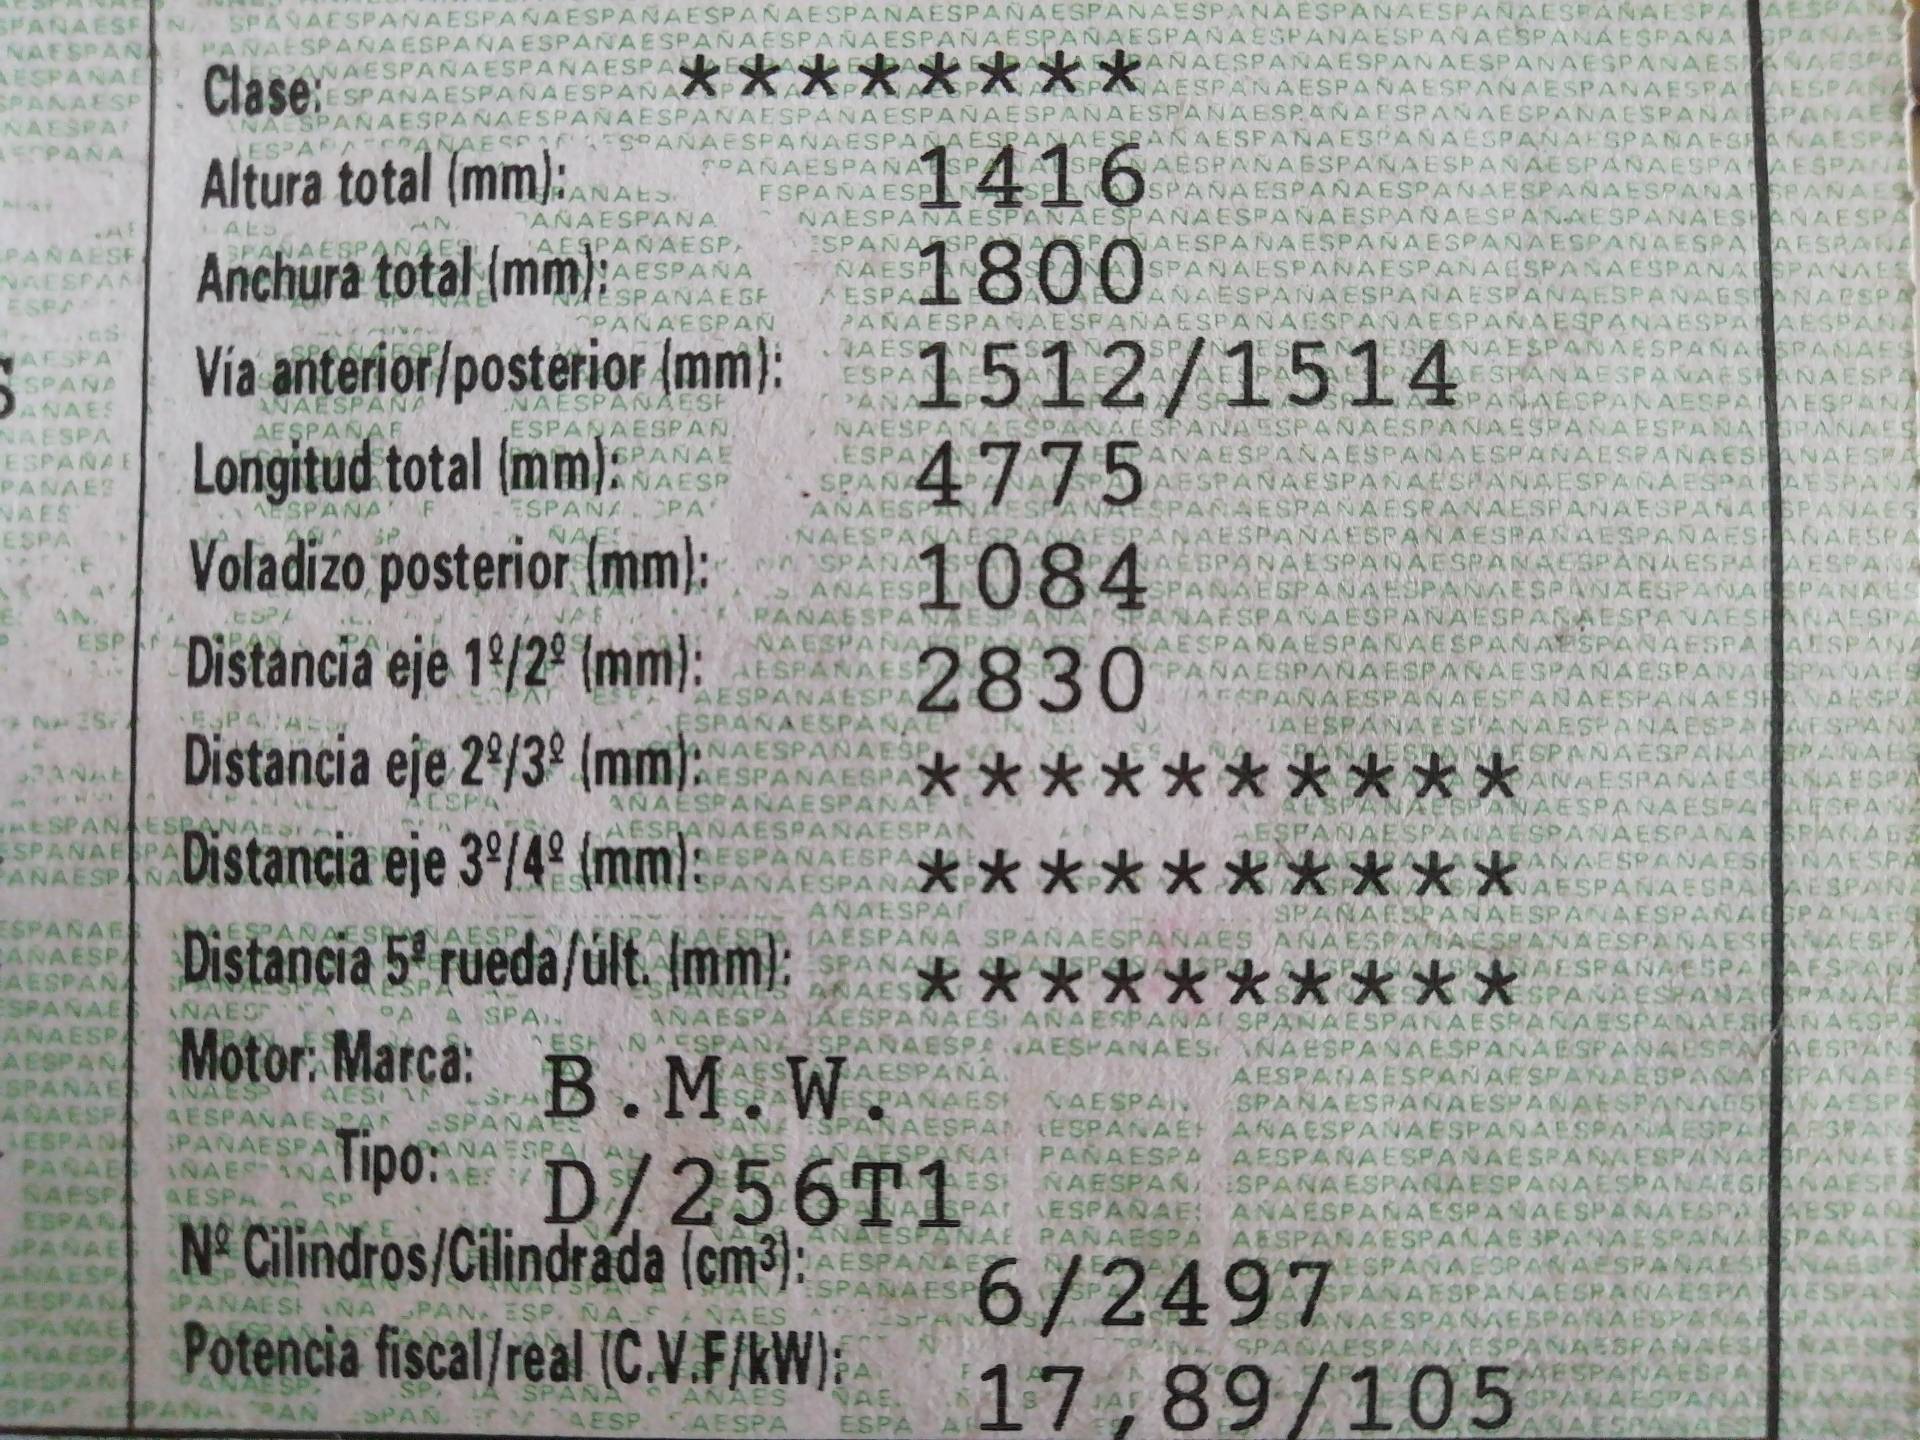 Clase: ********
Altura total (mm): 1416
Anchura total (mm): 1800
Vía anterior/posterior (mm): 1512/1514
Longitud total (mm): 4775
Voladizo posterior (mm): 1084
Distancia eje 1º/2º (mm): 2830
Distancia eje 2º/3º (mm): **********
Distancia eje 3º/4º (mm): **********
Distancia 5ª rueda/últ. (mm): **********
Motor: Marca: B.M.W.
Tipo: D/256T1
Nº Cilindros/Cilindrada (cm³): 6/2497
Potencia fiscal/real (C.V.F/kW): 17,89/105